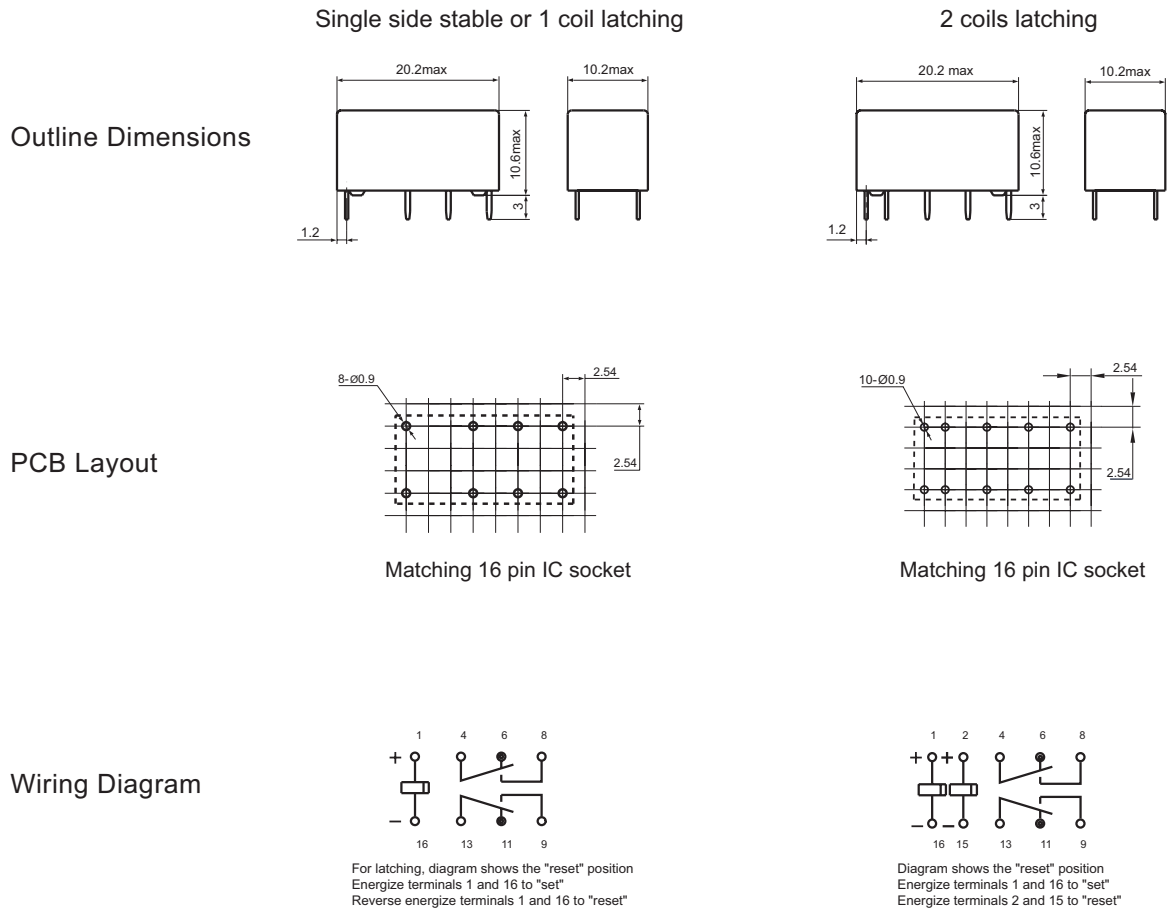 Single side stable or 1 coil latching
2 coils latching
Outline Dimensions
20.2max
10.2max
10.6max
3
1.2
20.2 max
10.2max
10.6max
3
1.2
PCB Layout
8-Ø0.9
2.54
2.54
Matching 16 pin IC socket
10-Ø0.9
2.54
2.54
Matching 16 pin IC socket
Wiring Diagram
1 4 6 8
+
−
16 13 11 9
For latching, diagram shows the "reset" position
Energize terminals 1 and 16 to "set"
Reverse energize terminals 1 and 16 to "reset"
1 2 4 6 8
+ +
− −
16 15 13 11 9
Diagram shows the "reset" position
Energize terminals 1 and 16 to "set"
Energize terminals 2 and 15 to "reset"